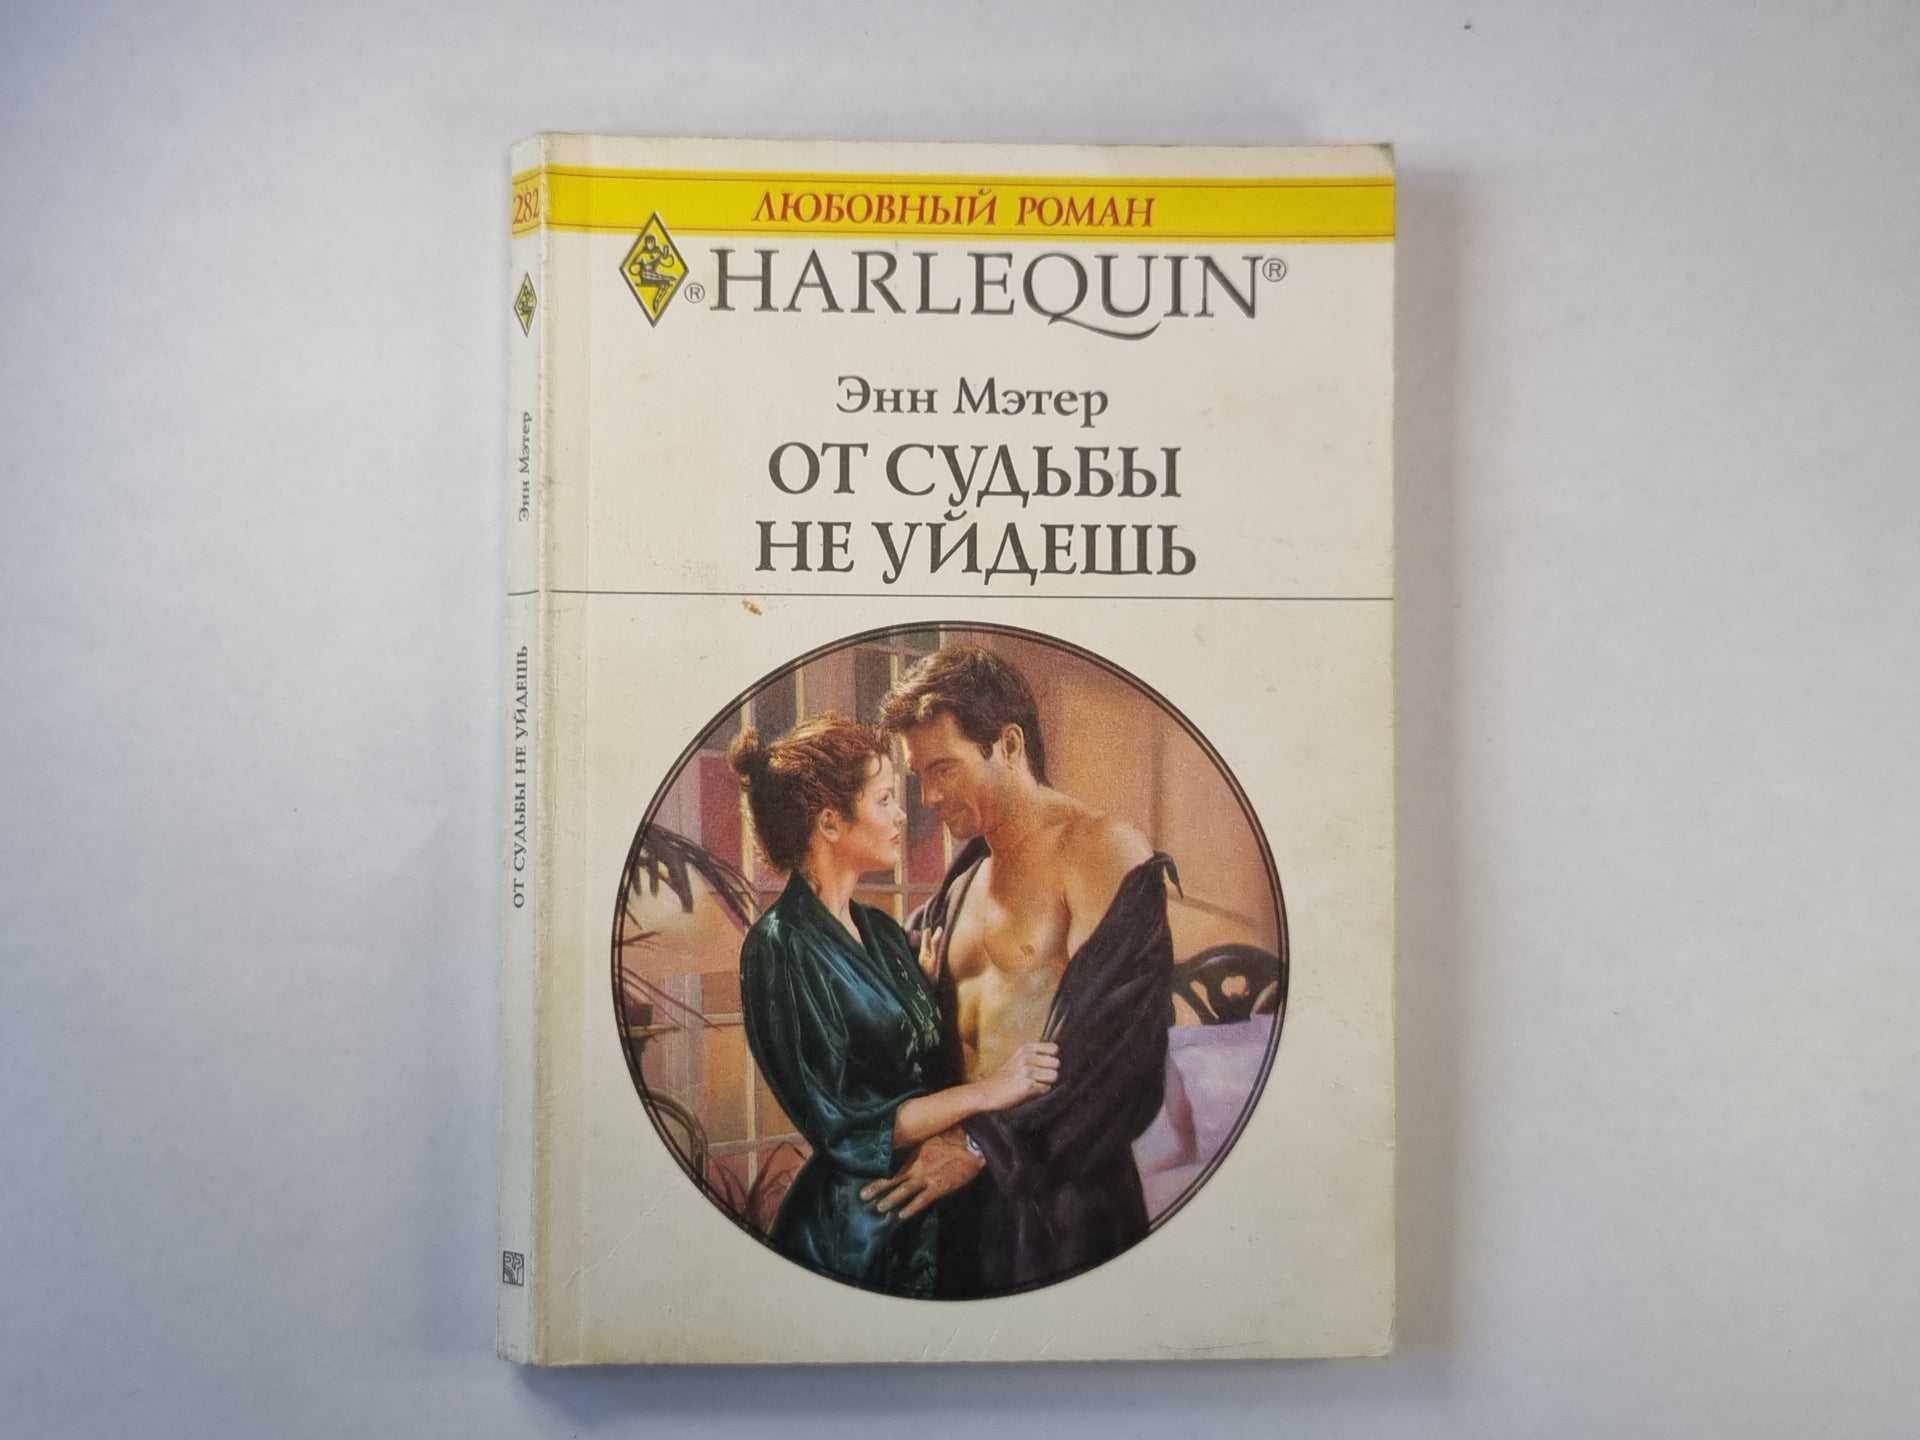 ЛЮБОВНЫЙ РОМАН
® HARLEQUIN®
Энн Мэтер
ОТ СУДЬБЫ
НЕ УЙДЕШЬ
282
Энн Мэтер
ОТ СУДЬБЫ НЕ УЙДЕШЬ